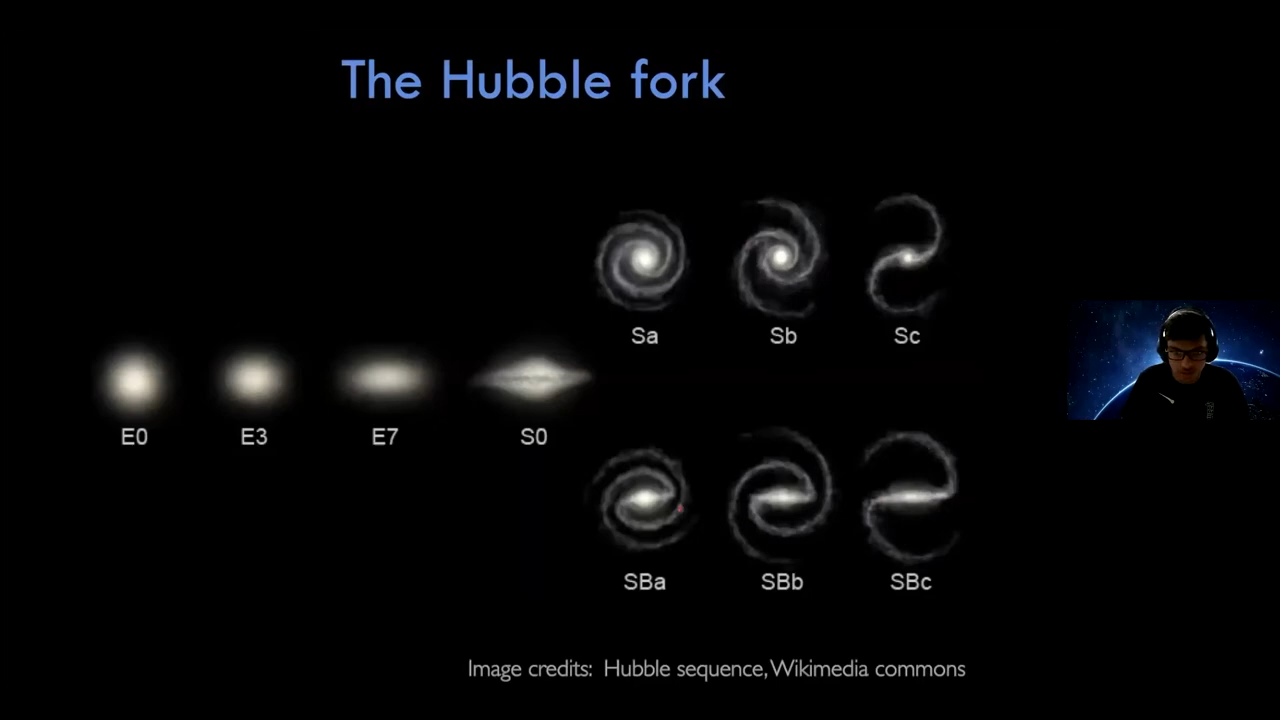 The Hubble fork
Sa Sb Sc
E0 E3 E7 S0
SBa SBb SBc
Image credits: Hubble sequence, Wikimedia commons